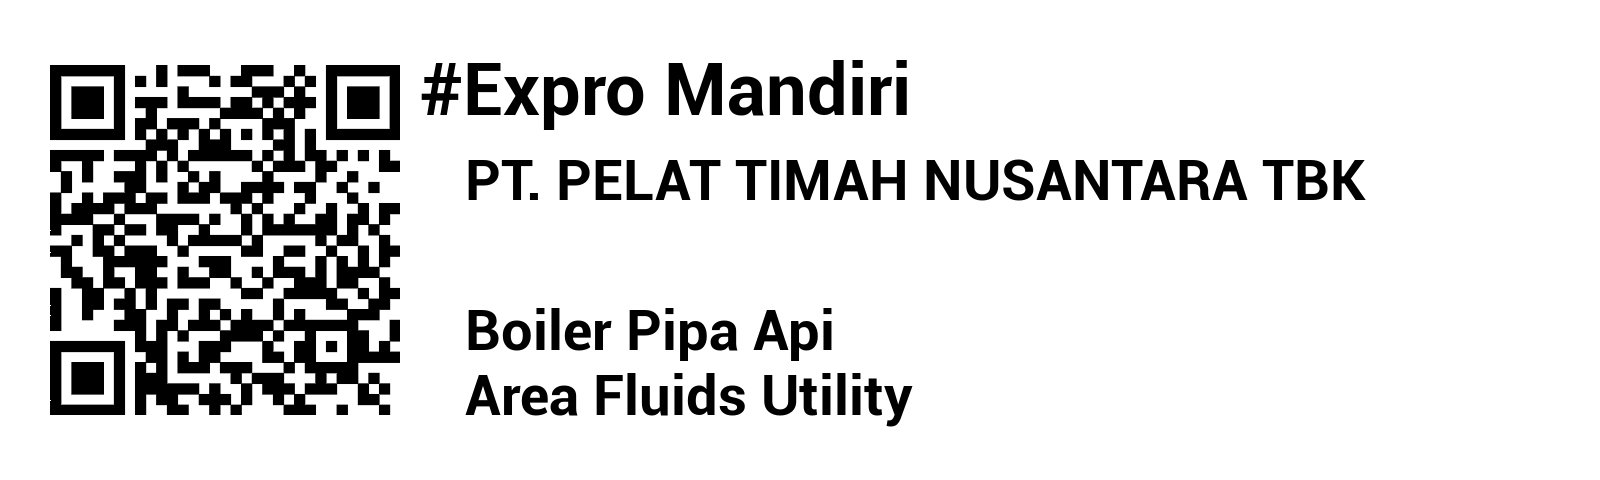 #Expro Mandiri
PT. PELAT TIMAH NUSANTARA TBK
Boiler Pipa Api
Area Fluids Utility